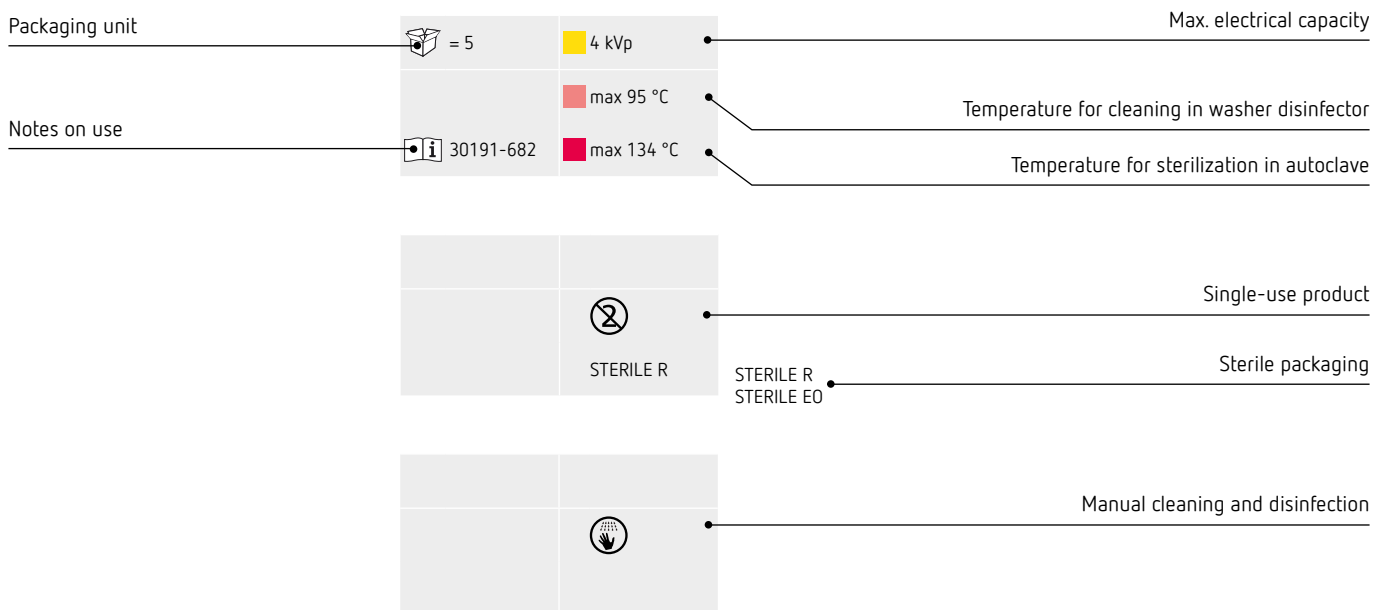 Packaging unit
= 5
4 kVp
Max. electrical capacity
max 95 °C
Temperature for cleaning in washer disinfector
Notes on use
i 30191-682
max 134 °C
Temperature for sterilization in autoclave
2
Single-use product
STERILE R
STERILE R
STERILE EO
Sterile packaging
Manual cleaning and disinfection